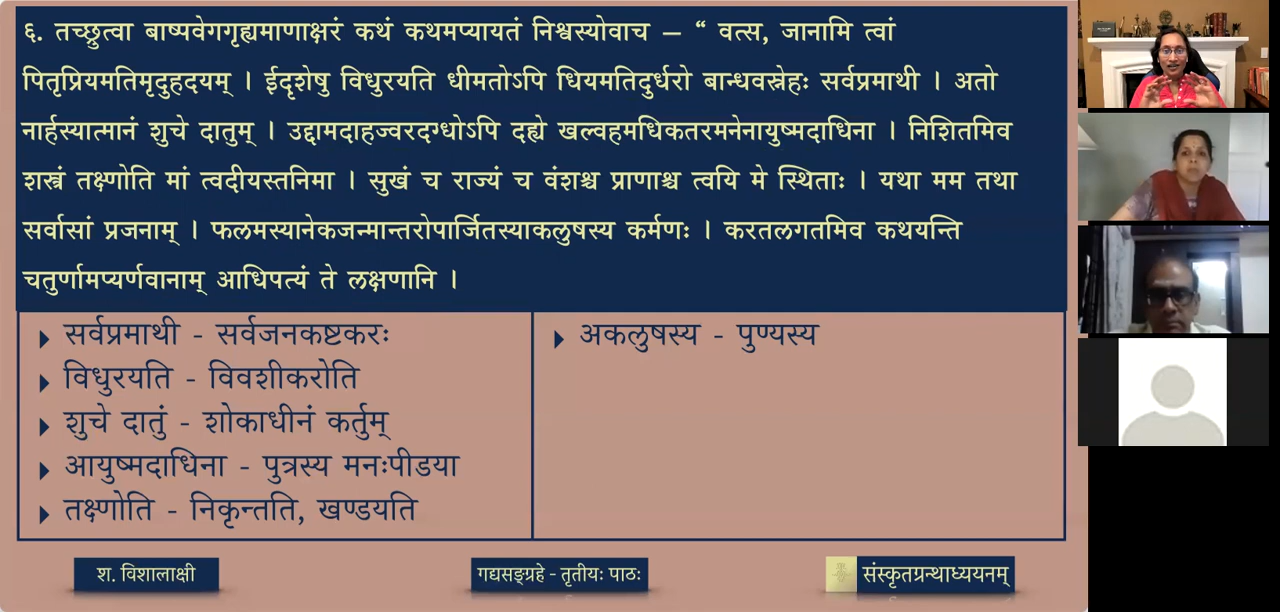 ६. तच्छ्रुत्वा बाष्पवेगगृह्यमाणाक्षरं कथं कथमप्यायतं निश्वस्योवाच – “ वत्स, जानामि त्वां
पितृप्रियमतिमृदुहृदयम् । ईदृशेषु विधुरयति धीमतोऽपि धियमतिदुर्धरो बान्धवस्नेहः सर्वप्रमाथी । अतो
नार्हस्यात्मानं शुचे दातुम् । उद्दामदाहज्वरदग्धोऽपि दह्ये खल्वहमधिकतरमनेनायुष्मदाधिना । निशितमिव
शस्त्रं तक्ष्णोति मां त्वदीयस्तनिमा । सुखं च राज्यं च वंशश्च प्राणाश्च त्वयि मे स्थिताः । यथा मम तथा
सर्वासां प्रजनाम् । फलमस्यानेकजन्मान्तरोपार्जितस्याकलुषस्य कर्मणः । करतलगतमिव कथयन्ति
चतुर्णामप्यर्णवानाम् आधिपत्यं ते लक्षणानि ।
सर्वप्रमाथी - सर्वजनकष्टकरः
विधुरयति - विवशीकरोति
शुचे दातुं - शोकाधीनं कर्तुम्
आयुष्मदाधिना - पुत्रस्य मनःपीडया
तक्ष्णोति - निकृन्तति, खण्डयति
अकलुषस्य - पुण्यस्य
श. विशालाक्षी
गद्यसङ्ग्रहे - तृतीयः पाठः
संस्कृतग्रन्थाध्ययनम्